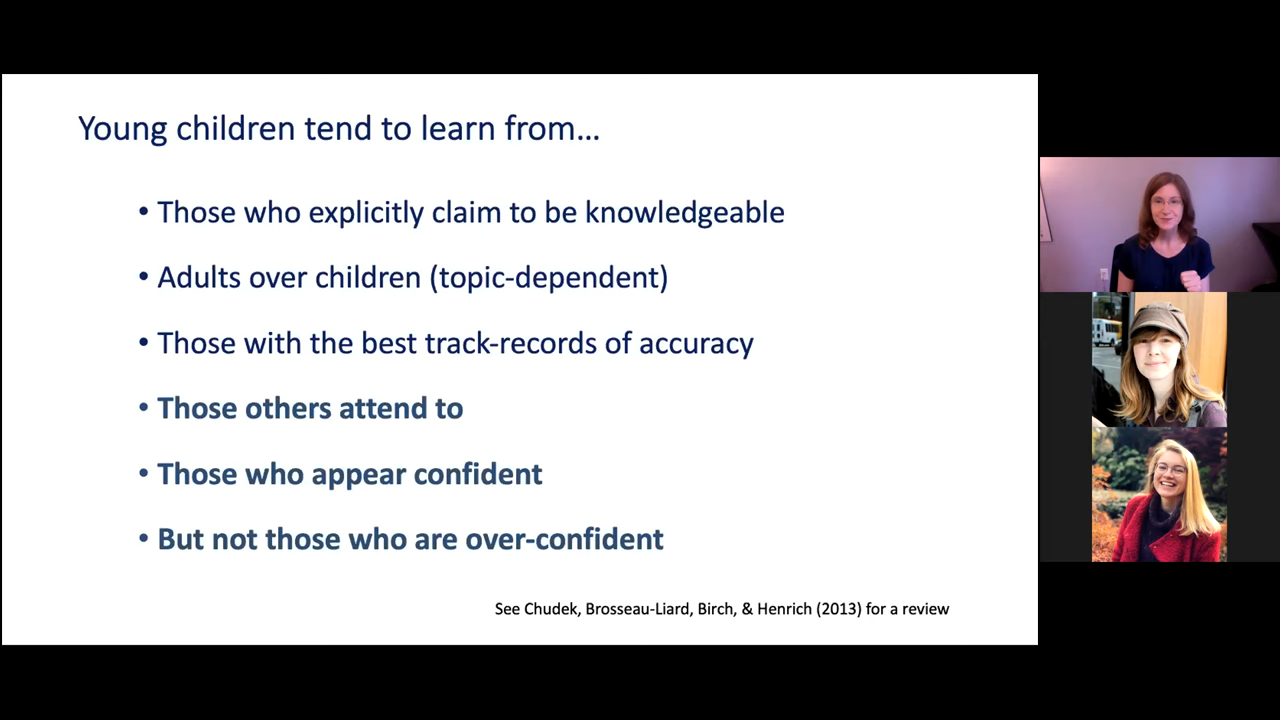 Young children tend to learn from...
• Those who explicitly claim to be knowledgeable
• Adults over children (topic-dependent)
• Those with the best track-records of accuracy
• Those others attend to
• Those who appear confident
• But not those who are over-confident
See Chudek, Brosseau-Liard, Birch, & Henrich (2013) for a review